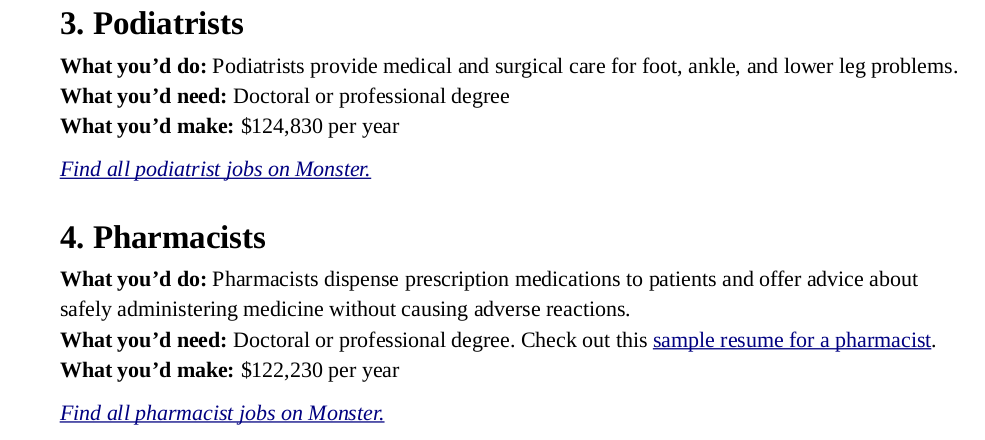 3. Podiatrists
What you’d do: Podiatrists provide medical and surgical care for foot, ankle, and lower leg problems.
What you’d need: Doctoral or professional degree
What you’d make: $124,830 per year
Find all podiatrist jobs on Monster.
4. Pharmacists
What you’d do: Pharmacists dispense prescription medications to patients and offer advice about
safely administering medicine without causing adverse reactions.
What you’d need: Doctoral or professional degree. Check out this sample resume for a pharmacist.
What you’d make: $122,230 per year
Find all pharmacist jobs on Monster.